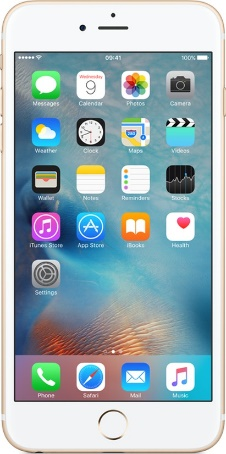 09:41 100%
Wednesday
9
Messages Calendar Photos Camera
280
Weather Clock Maps Videos
Wallet Notes Reminders Stocks
iTunes Store App Store iBooks Health
Settings
Phone Safari Mail Music